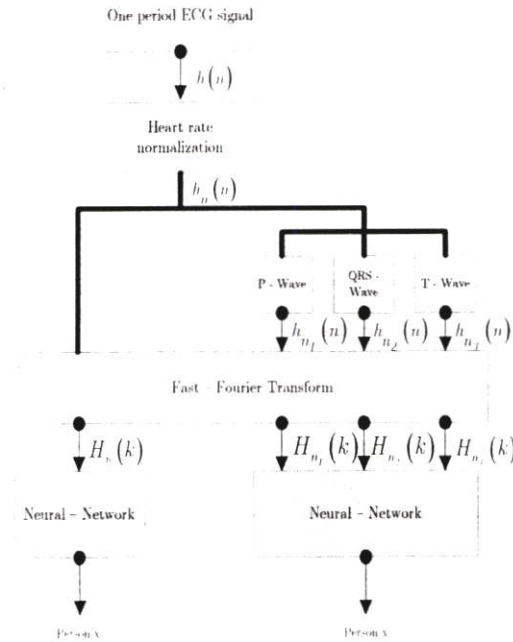 One period ECG signal
h(n)
Heart rate
normalization
h_n(n)
P - Wave
QRS -
Wave
T - Wave
h_{n_1}(n) h_{n_2}(n) h_{n_3}(n)
Fast - Fourier Transform
H_n(k) H_{n_1}(k) H_{n_2}(k) H_{n_3}(k)
Neural - Network Neural - Network
Person x Person x